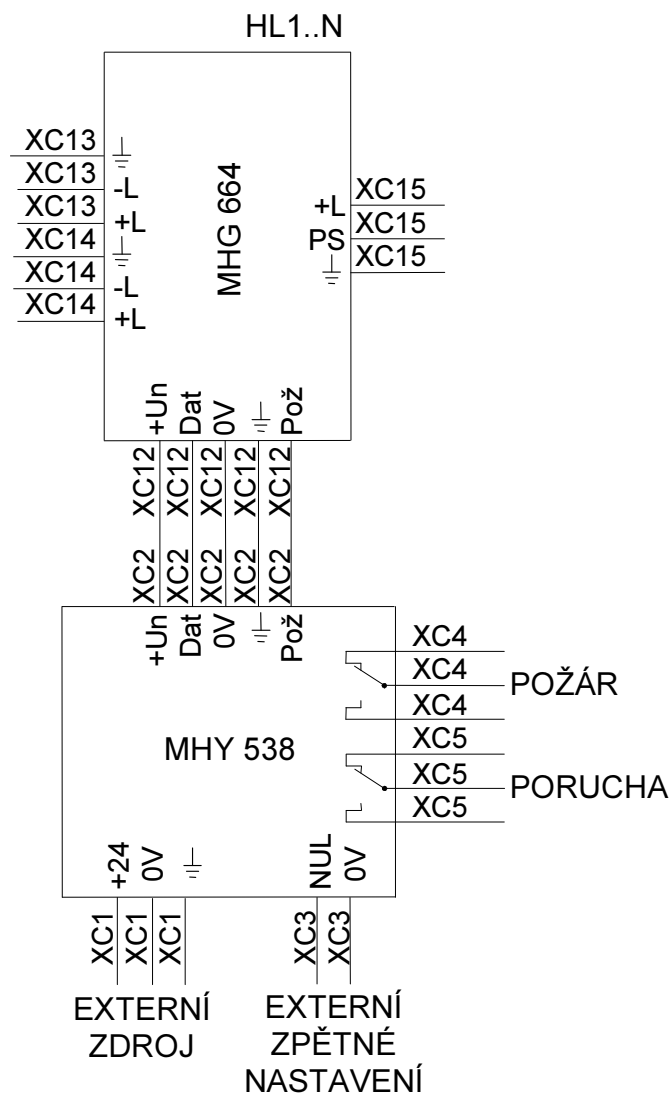 HL1..N
XC13
XC13
-L
XC13
+L
XC14
XC14
-L
XC14
+L
MHG 664
XC15
+L
XC15
PS
XC15
+Un
Dat
0V
Pož
XC12
XC12
XC12
XC12
XC12
XC2
XC2
XC2
XC2
XC2
+Un
Dat
0V
Pož
MHY 538
XC4
XC4
POŽÁR
XC4
XC5
XC5
PORUCHA
XC5
+24
0V
NUL
0V
XC1
XC1
XC1
XC3
XC3
EXTERNÍ
ZDROJ
EXTERNÍ
ZPĚTNÉ
NASTAVENÍ